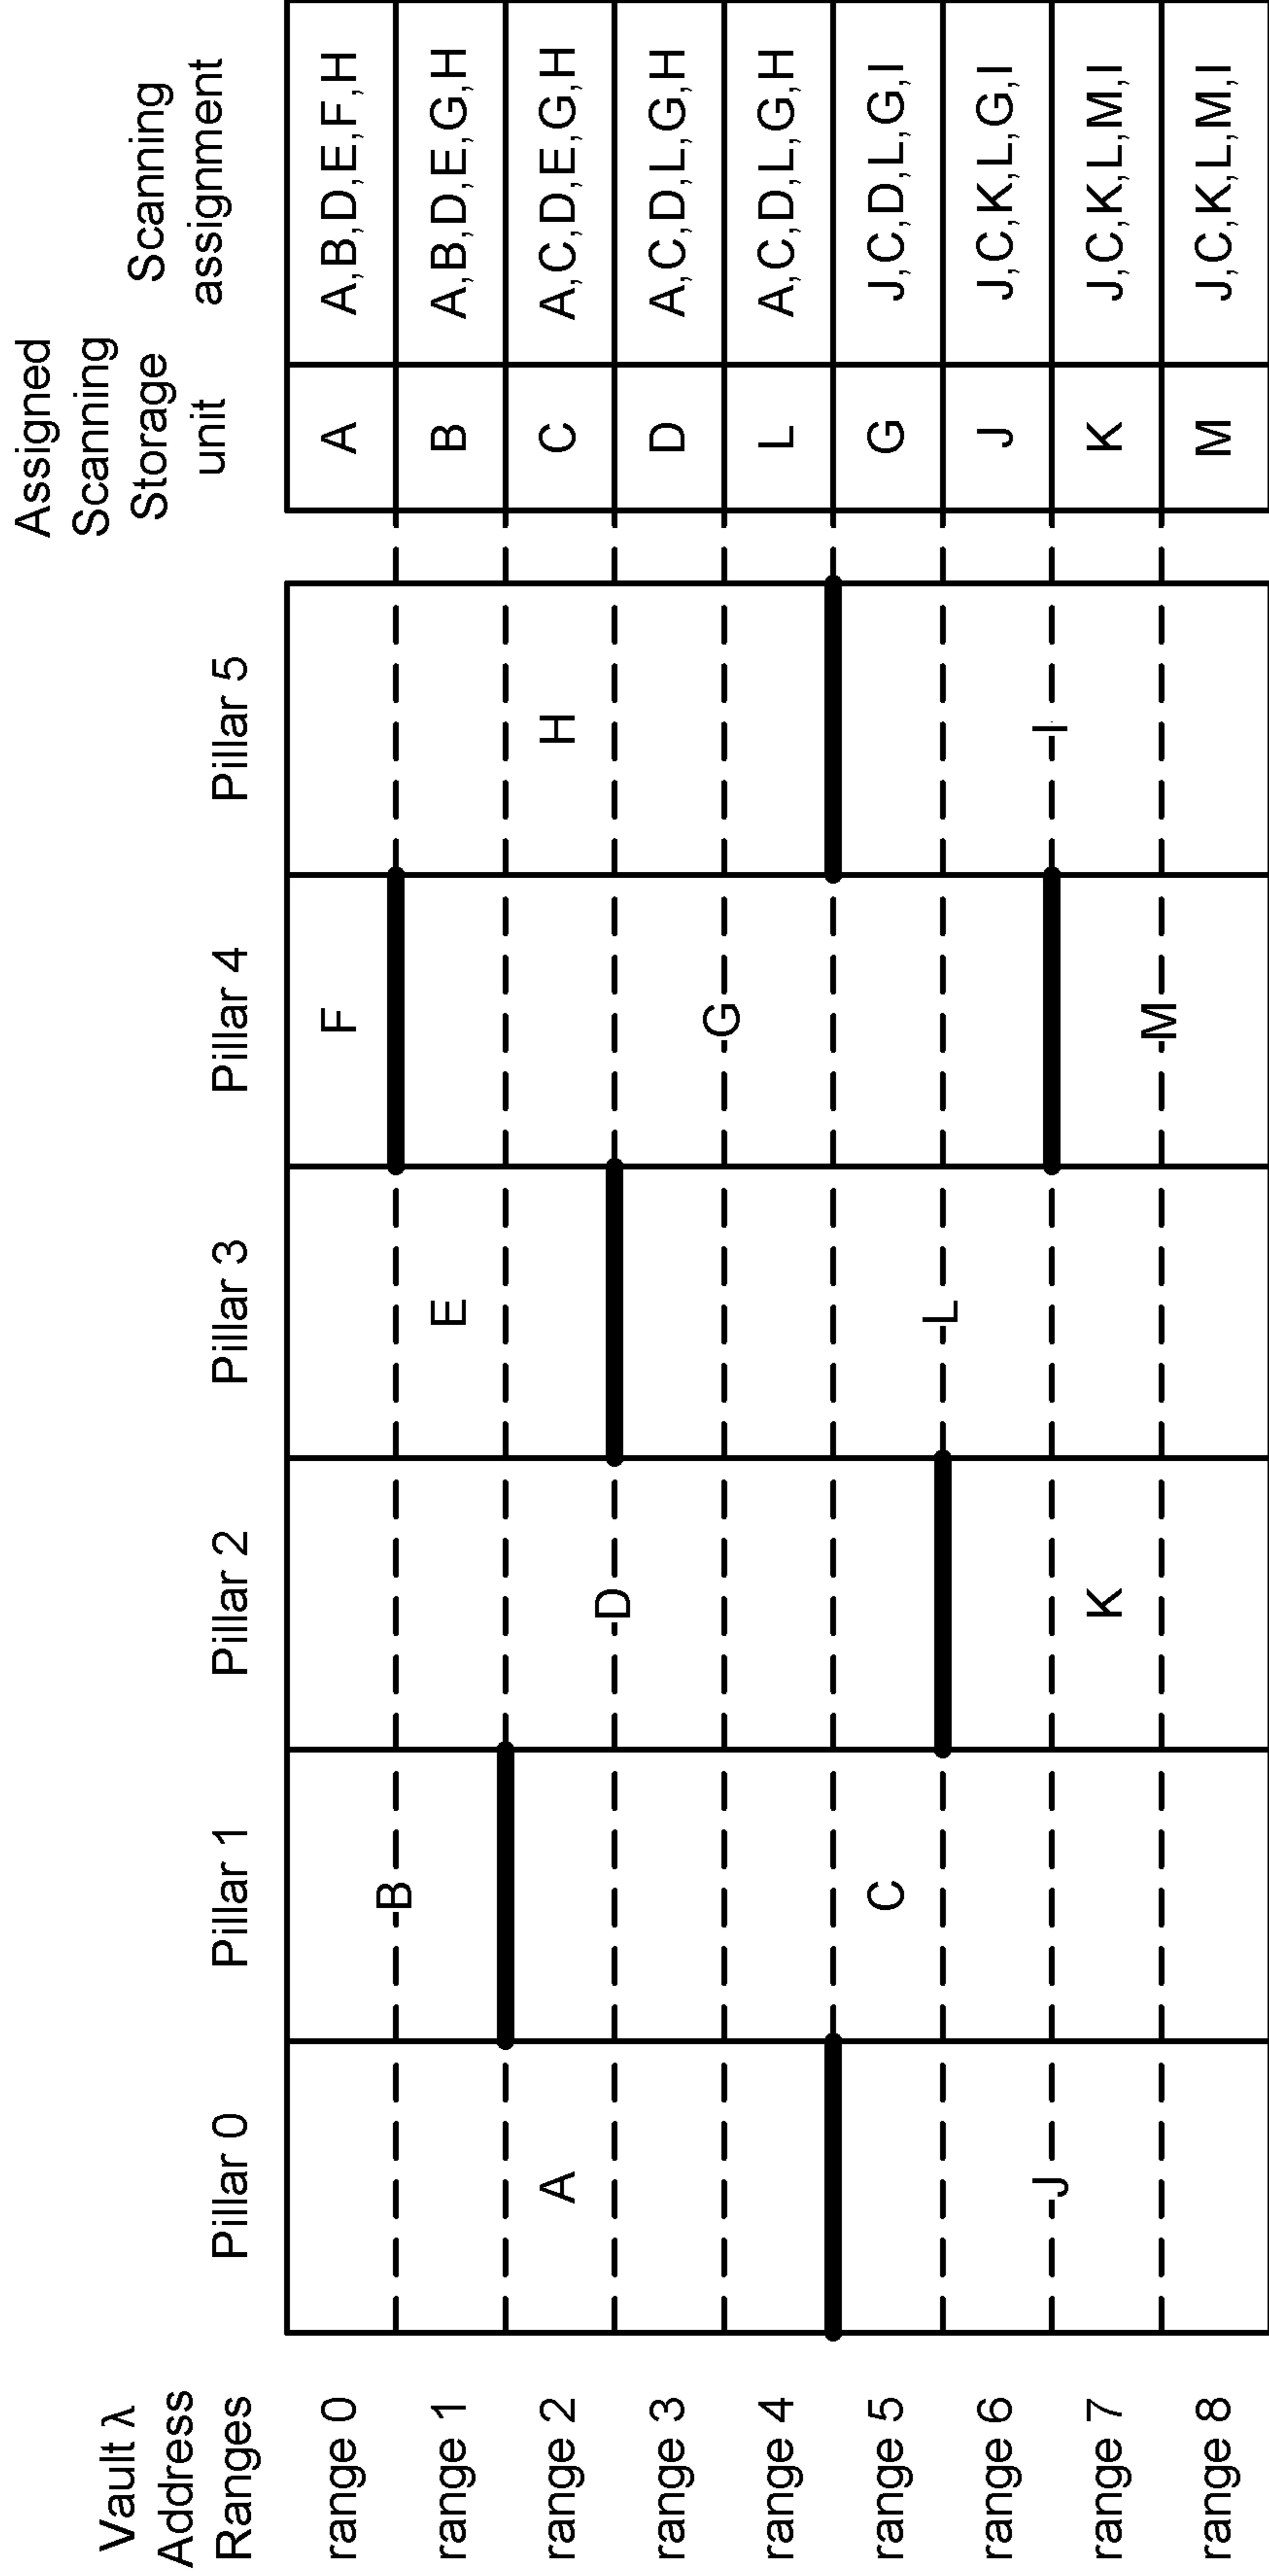 Vault λ
Address
Ranges
Pillar 0
Pillar 1
Pillar 2
Pillar 3
Pillar 4
Pillar 5
Assigned
Scanning
Storage
unit
Scanning
assignment
range 0
F
A
A,B,D,E,F,H
B
range 1
E
B
A,B,D,E,G,H
range 2
A
H
C
A,C,D,E,G,H
D
range 3
D
A,C,D,L,G,H
G
range 4
L
A,C,D,L,G,H
range 5
C
G
J,C,D,L,G,I
L
range 6
J
J,C,K,L,G,I
J
I
range 7
K
K
J,C,K,L,M,I
M
range 8
M
J,C,K,L,M,I